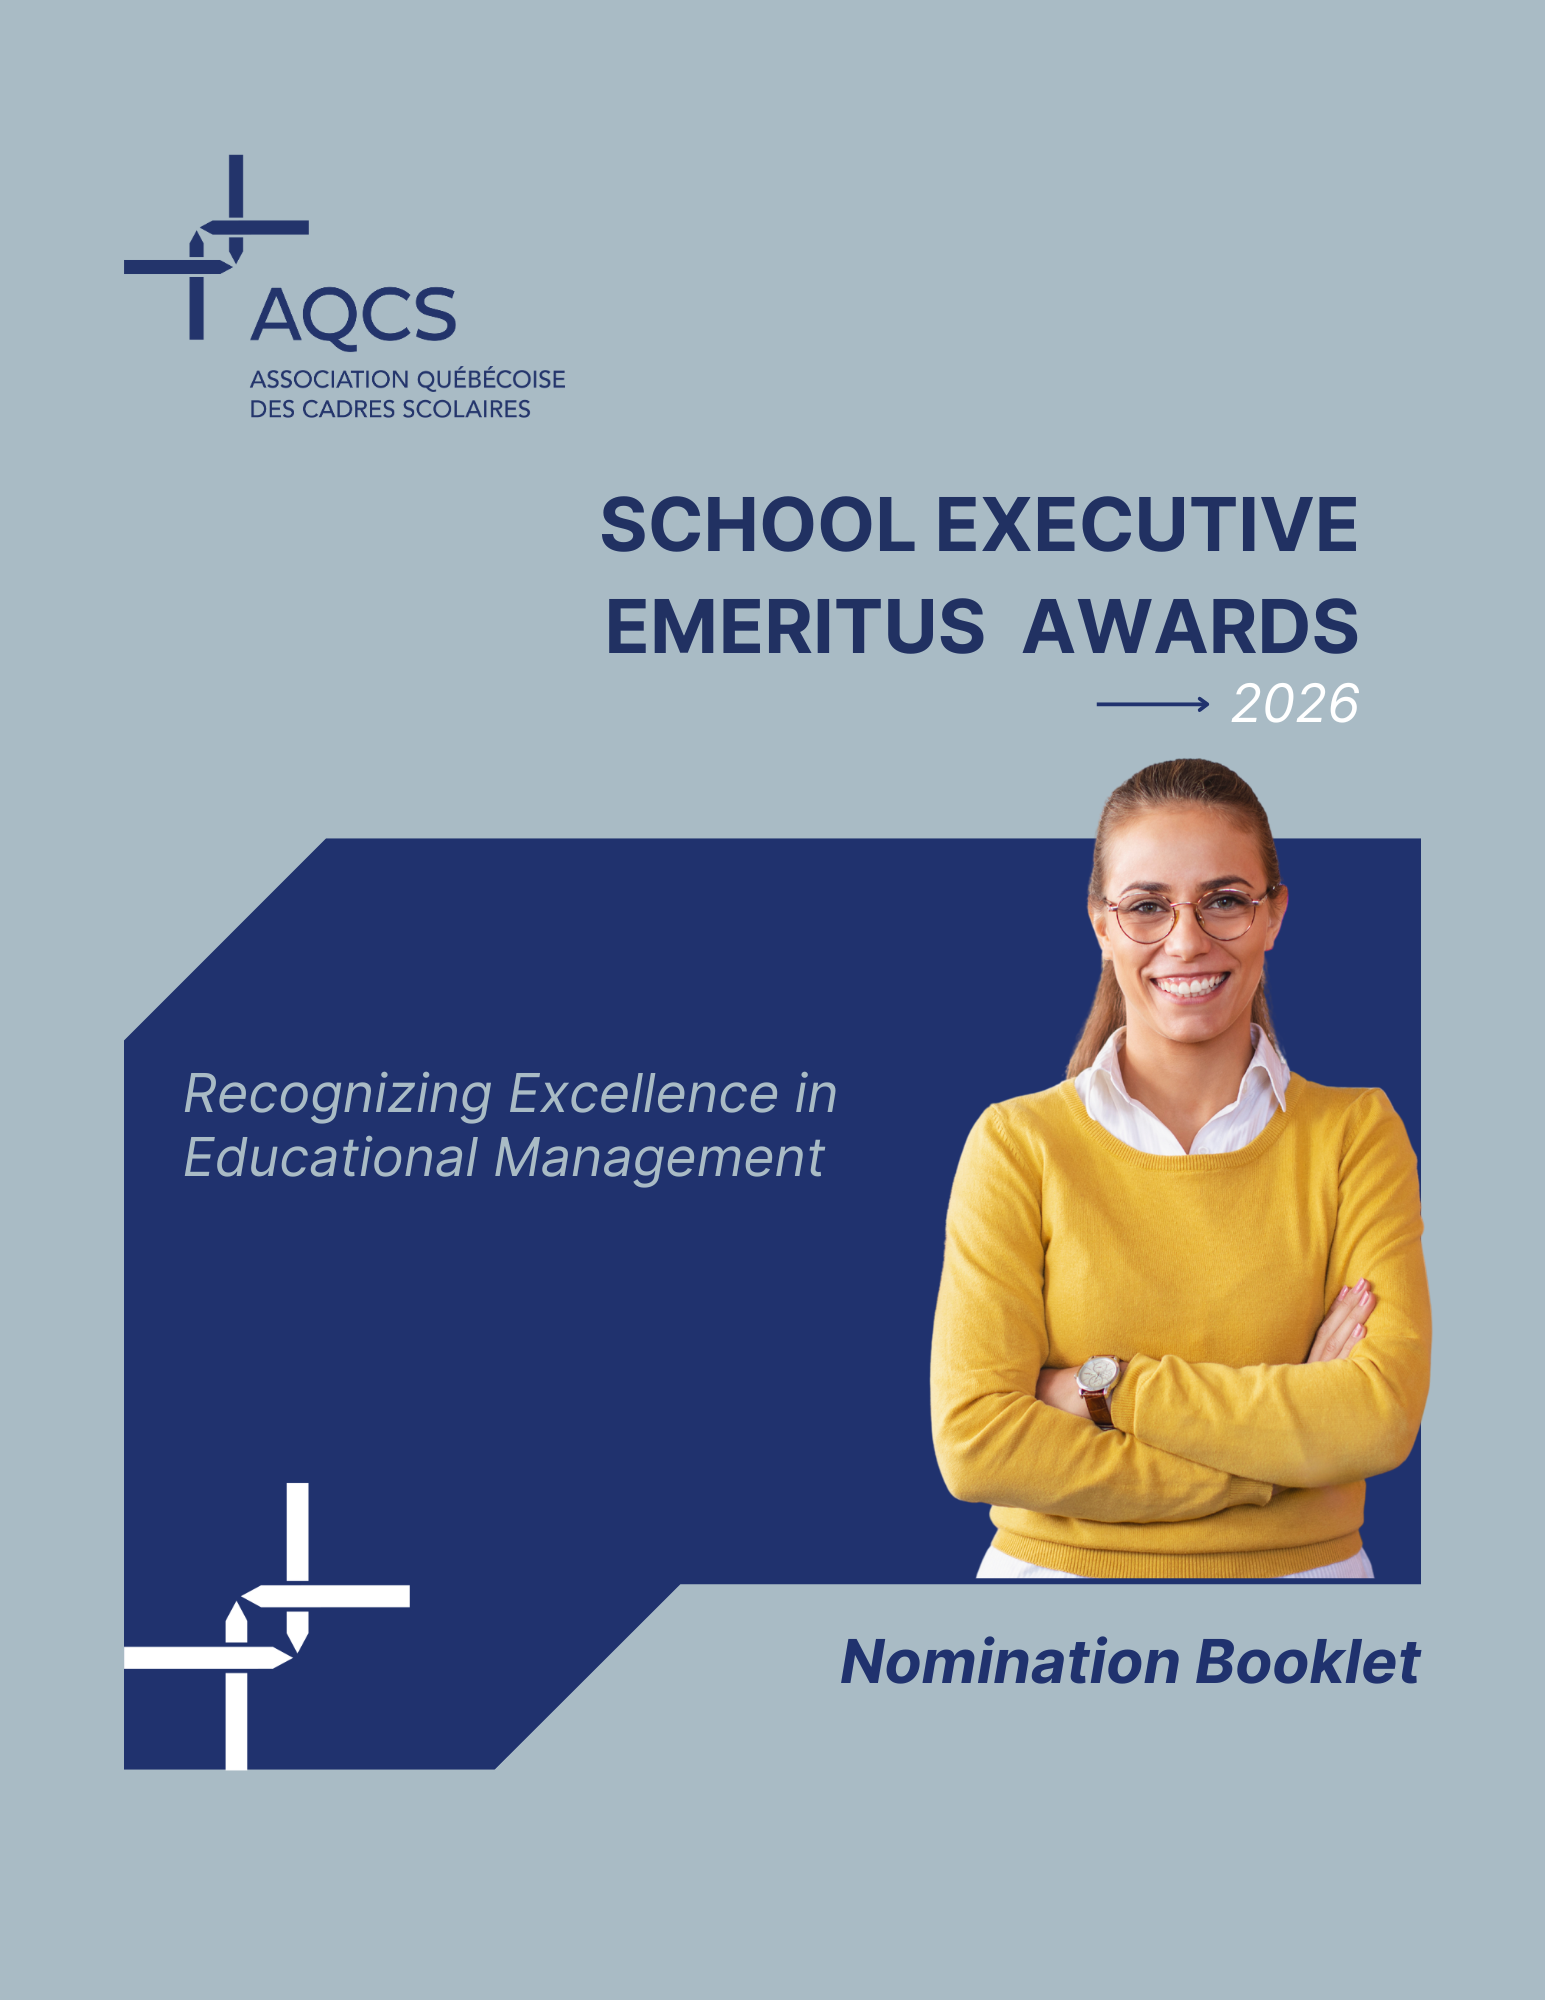 AQCS
ASSOCIATION QUÉBÉCOISE
DES CADRES SCOLAIRES
SCHOOL EXECUTIVE
EMERITUS AWARDS
2026
Recognizing Excellence in
Educational Management
Nomination Booklet